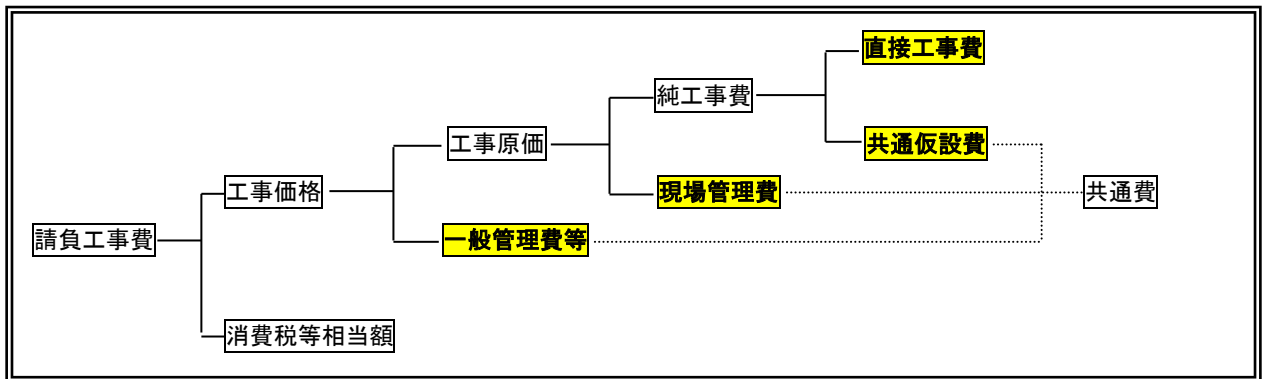 直接工事費
純工事費
共通仮設費
工事原価
現場管理費
共通費
工事価格
一般管理費等
請負工事費
消費税等相当額